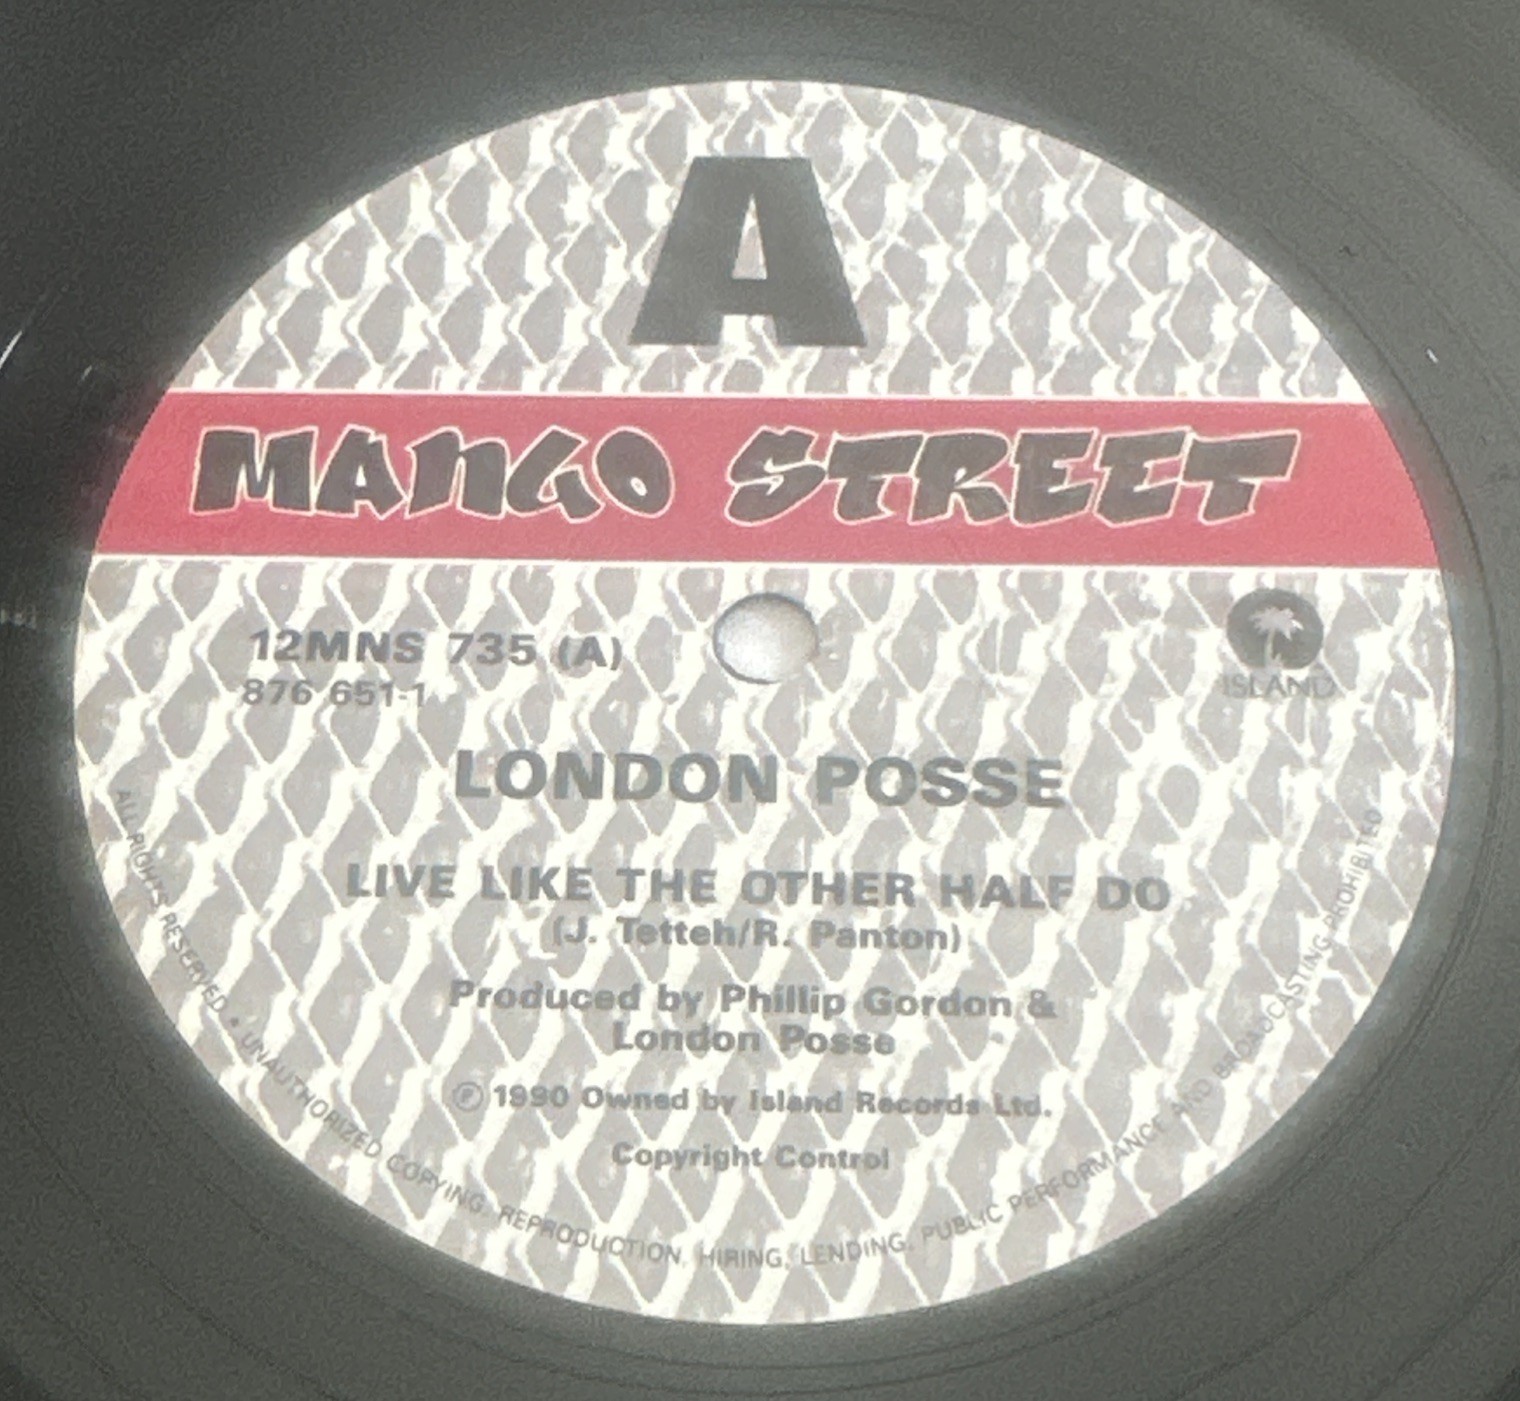 A
MANGO STREET
12MNS 735 (A)
876 651-1
ISLAND
LONDON POSSE
LIVE LIKE THE OTHER HALF DO
(J. Tetteh/R. Panton)
Produced by Phillip Gordon &
London Posse
Ⓟ 1990 Owned by Island Records Ltd.
Copyright Control
ALL RIGHTS RESERVED • UNAUTHORIZED COPYING, REPRODUCTION, HIRING, LENDING, PUBLIC PERFORMANCE AND BROADCASTING PROHIBITED